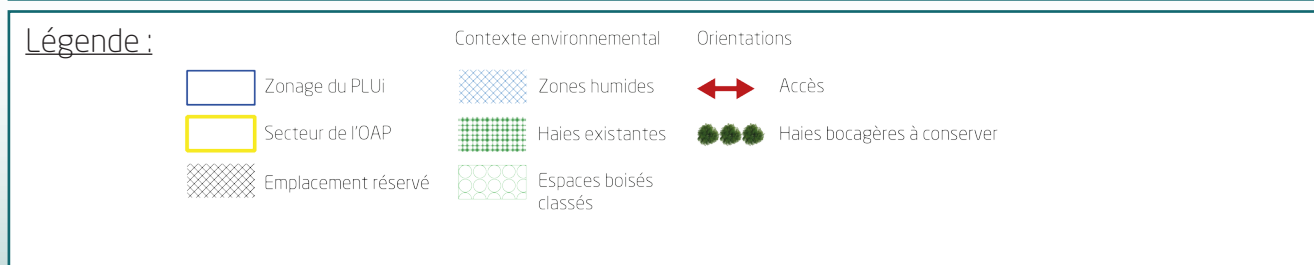 Légende :
Zonage du PLUi
Secteur de l'OAP
Emplacement réservé
Contexte environnemental
Zones humides
Haies existantes
Espaces boisés
classés
Orientations
Accès
Haies bocagères à conserver